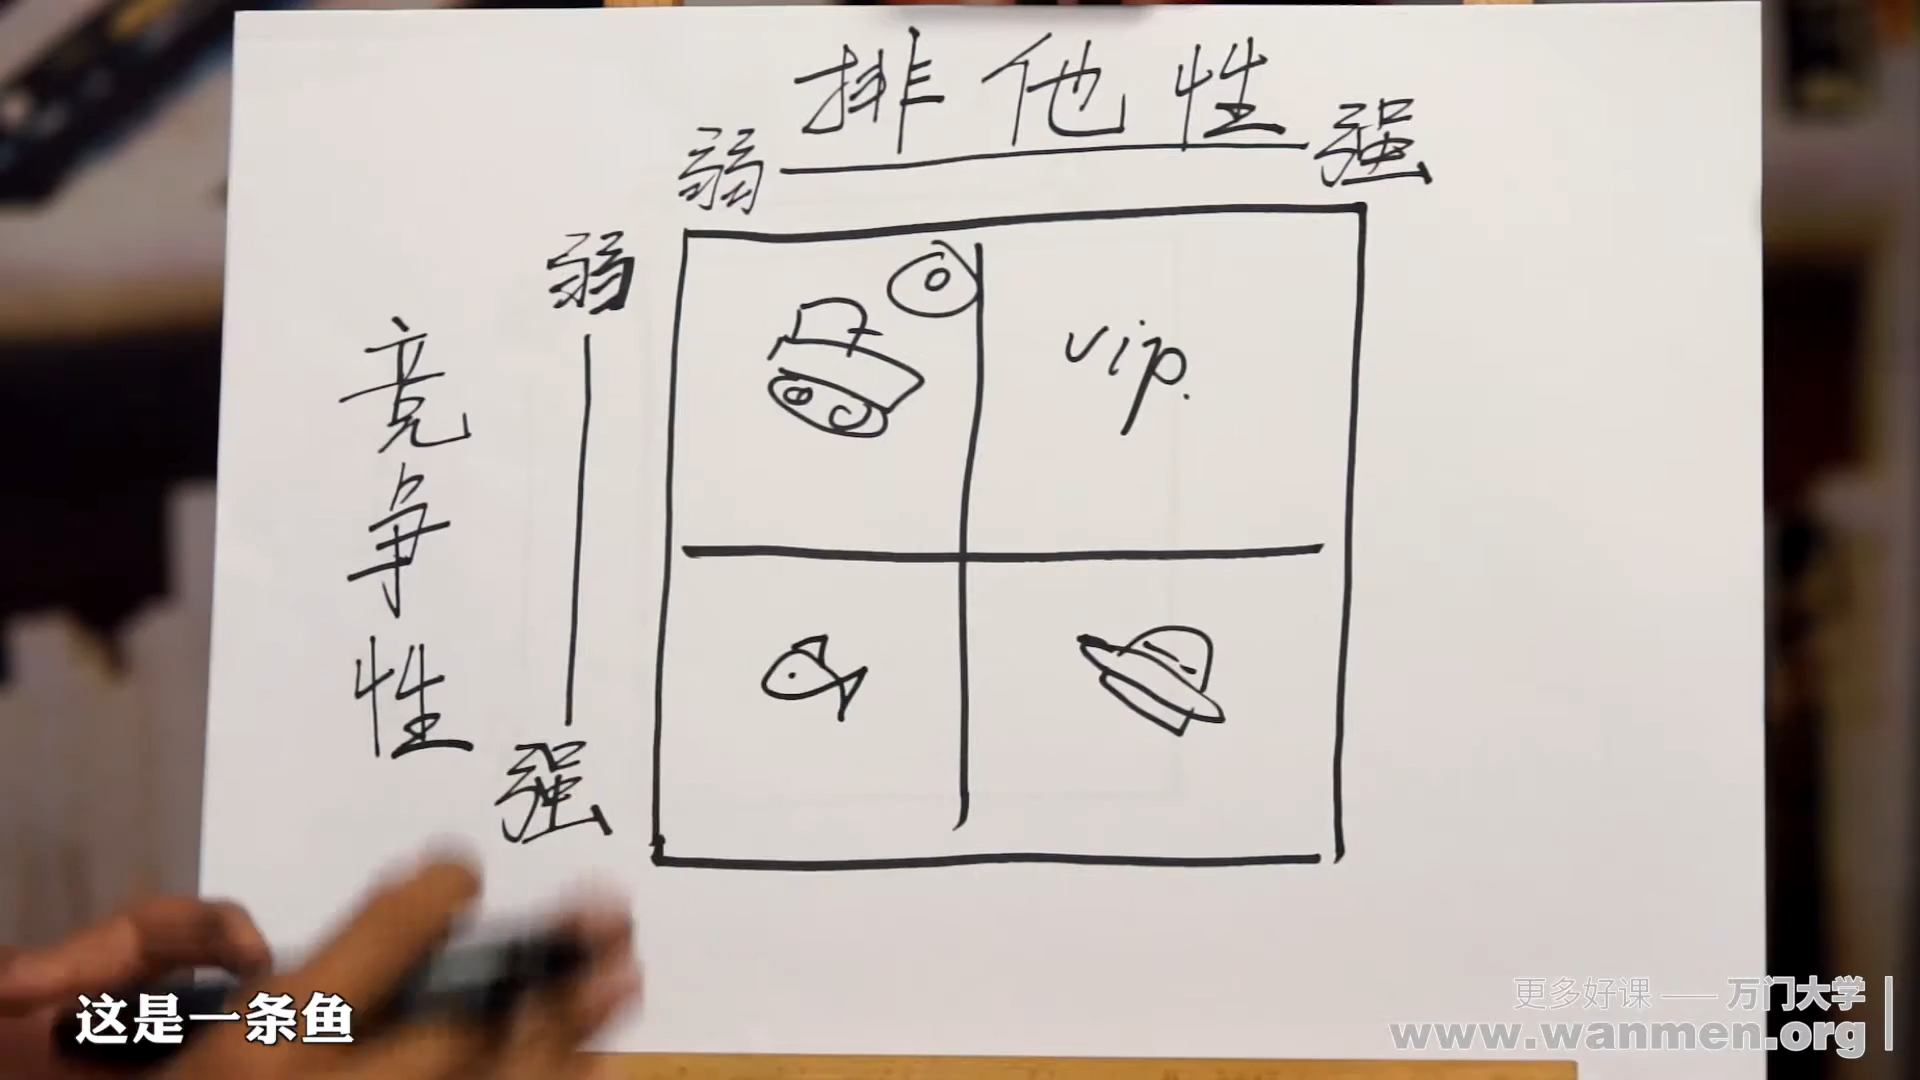 排他性
弱
强
弱
竞争性
强
vip.
这是一条鱼
更多好课 —— 万门大学
www.wanmen.org